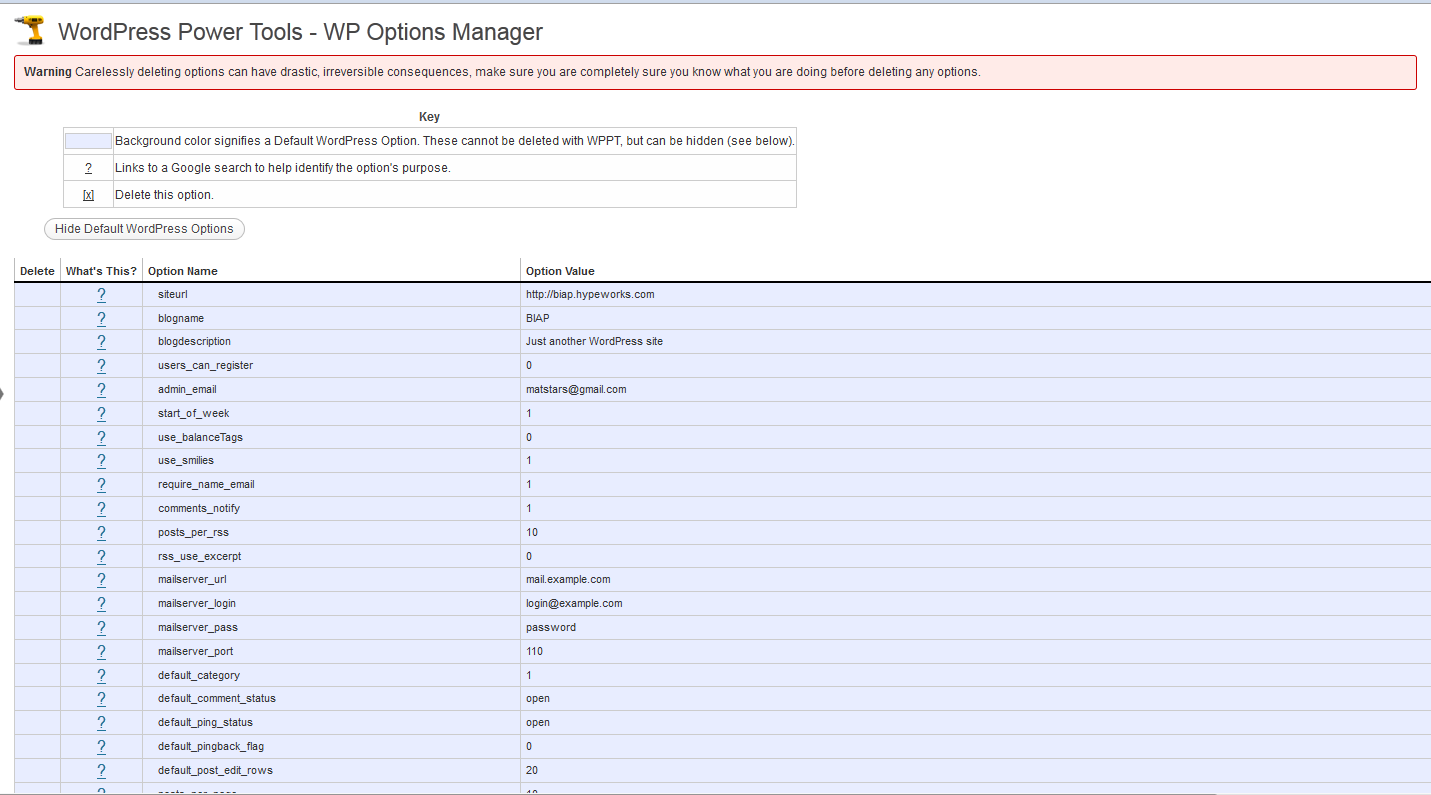 WordPress Power Tools - WP Options Manager
Warning Carelessly deleting options can have drastic, irreversible consequences, make sure you are completely sure you know what you are doing before deleting any options.
Key
Background color signifies a Default WordPress Option. These cannot be deleted with WPPT, but can be hidden (see below).
? Links to a Google search to help identify the option's purpose.
[x] Delete this option.
Hide Default WordPress Options
Delete What's This? Option Name Option Value
? siteurl http://biap.hypeworks.com
? blogname BIAP
? blogdescription Just another WordPress site
? users_can_register 0
? admin_email matstars@gmail.com
? start_of_week 1
? use_balanceTags 0
? use_smilies 1
? require_name_email 1
? comments_notify 1
? posts_per_rss 10
? rss_use_excerpt 0
? mailserver_url mail.example.com
? mailserver_login login@example.com
? mailserver_pass password
? mailserver_port 110
? default_category 1
? default_comment_status open
? default_ping_status open
? default_pingback_flag 0
? default_post_edit_rows 20